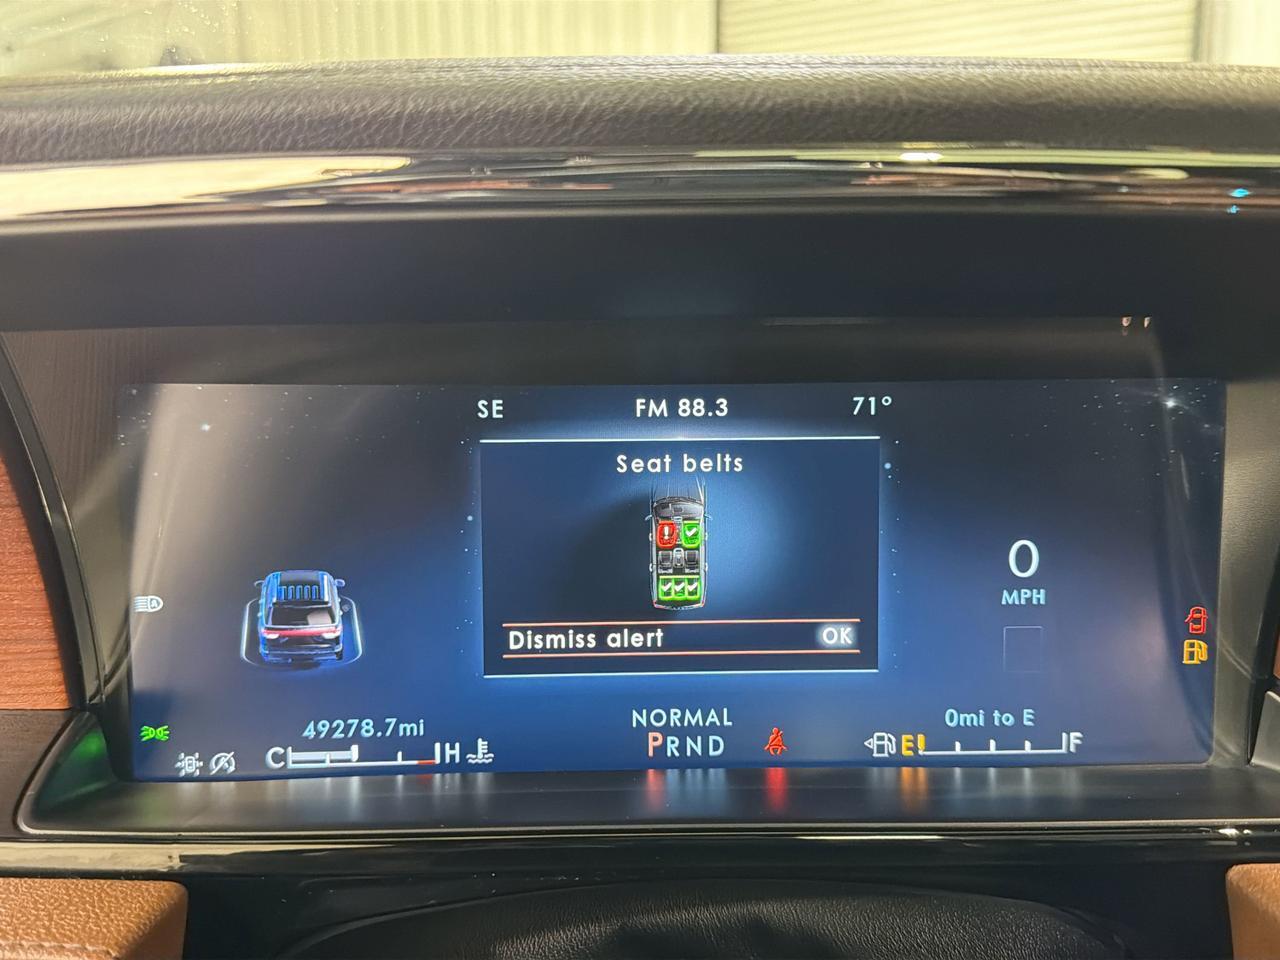 SE FM 88.3 71°
Seat belts
Dismiss alert OK
0
MPH
49278.7mi
C H
NORMAL
PRND
0mi to E
E! F
A